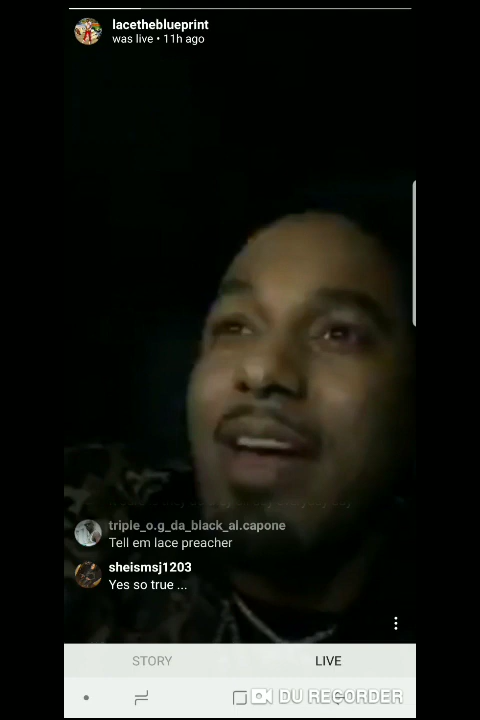 lacetheblueprint
was live • 11h ago
triple_o.g_da_black_al.capone
Tell em lace preacher
sheismsj1203
Yes so true ...
STORY
LIVE
DU RECORDER